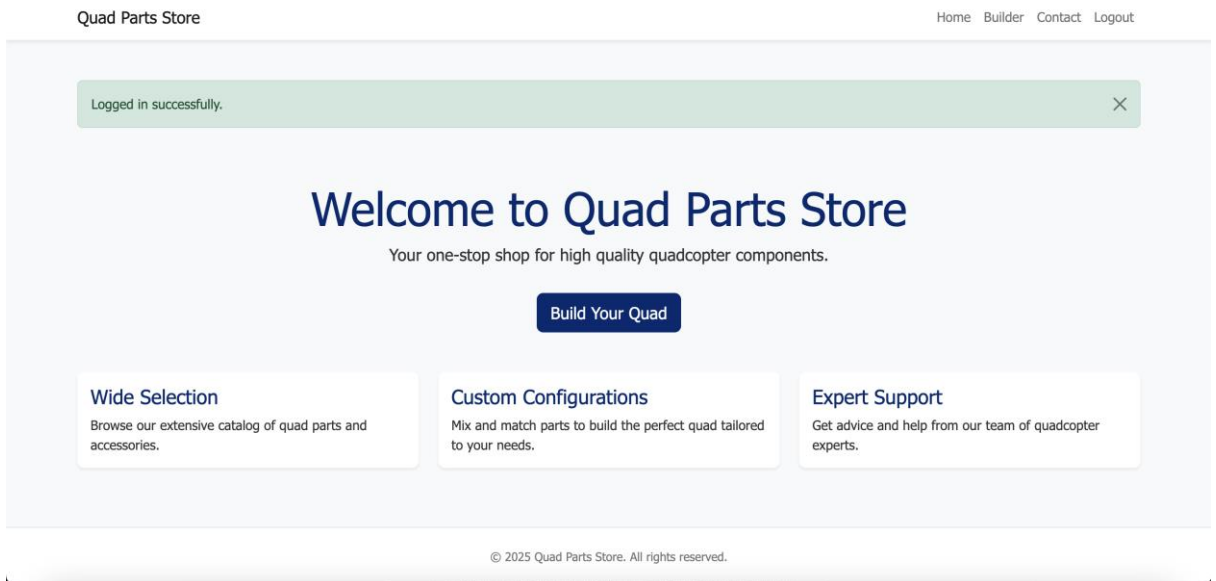 Quad Parts Store
Home Builder Contact Logout
Logged in successfully.
Welcome to Quad Parts Store
Your one-stop shop for high quality quadcopter components.
Build Your Quad
Wide Selection
Browse our extensive catalog of quad parts and
accessories.
Custom Configurations
Mix and match parts to build the perfect quad tailored
to your needs.
Expert Support
Get advice and help from our team of quadcopter
experts.
© 2025 Quad Parts Store. All rights reserved.